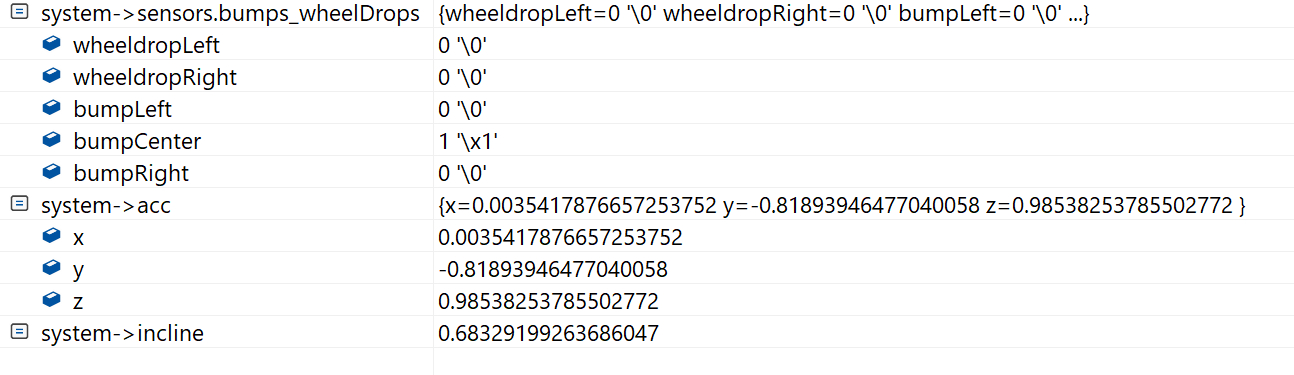 system->sensors.bumps_wheelDrops {wheeldropLeft=0 '\0' wheeldropRight=0 '\0' bumpLeft=0 '\0' ...}
wheeldropLeft 0 '\0'
wheeldropRight 0 '\0'
bumpLeft 0 '\0'
bumpCenter 1 '\x1'
bumpRight 0 '\0'
system->acc {x=0.0035417876657253752 y=-0.81893946477040058 z=0.98538253785502772 }
x 0.0035417876657253752
y -0.81893946477040058
z 0.98538253785502772
system->incline 0.68329199263686047